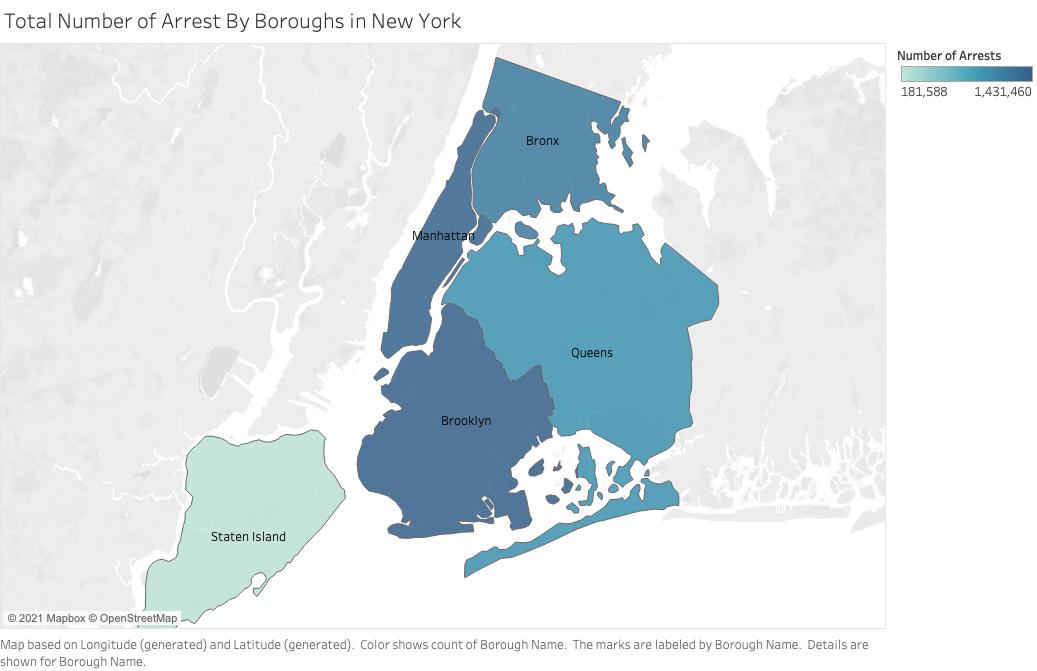 Total Number of Arrest By Boroughs in New York
Number of Arrests
181,588 1,431,460
Bronx
Manhattan
Queens
Brooklyn
Staten Island
© 2021 Mapbox © OpenStreetMap
Map based on Longitude (generated) and Latitude (generated).  Color shows count of Borough Name.  The marks are labeled by Borough Name.  Details are
shown for Borough Name.